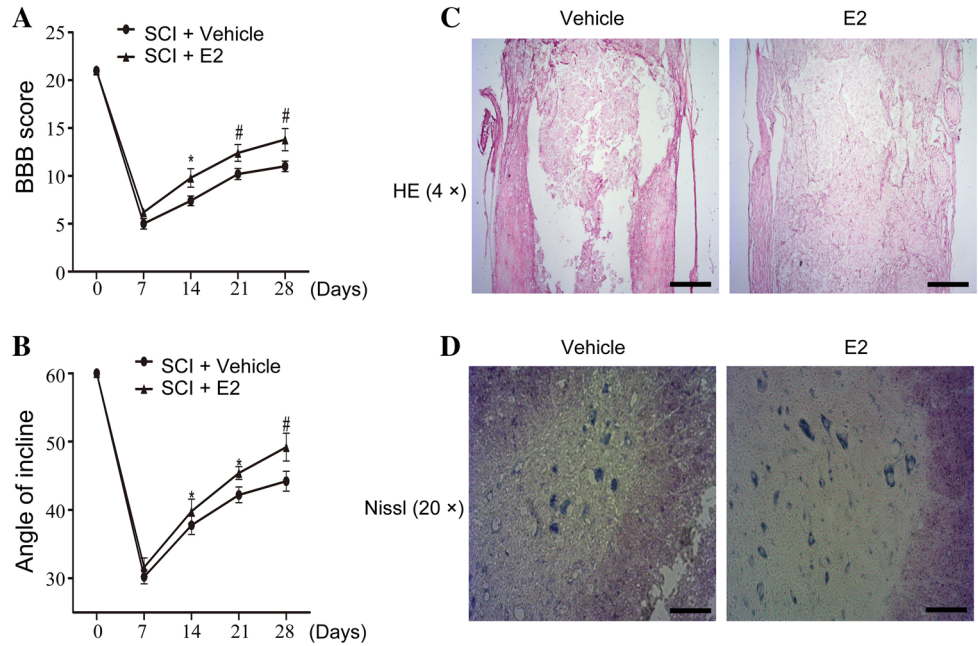 A
SCI + Vehicle
SCI + E2
BBB score
25
20
15
10
5
0
*
#
#
0 7 14 21 28 (Days)
B
SCI + Vehicle
SCI + E2
Angle of incline
60
50
40
30
*
*
#
0 7 14 21 28 (Days)
C
Vehicle E2
HE (4 ×)
D
Vehicle E2
Nissl (20 ×)